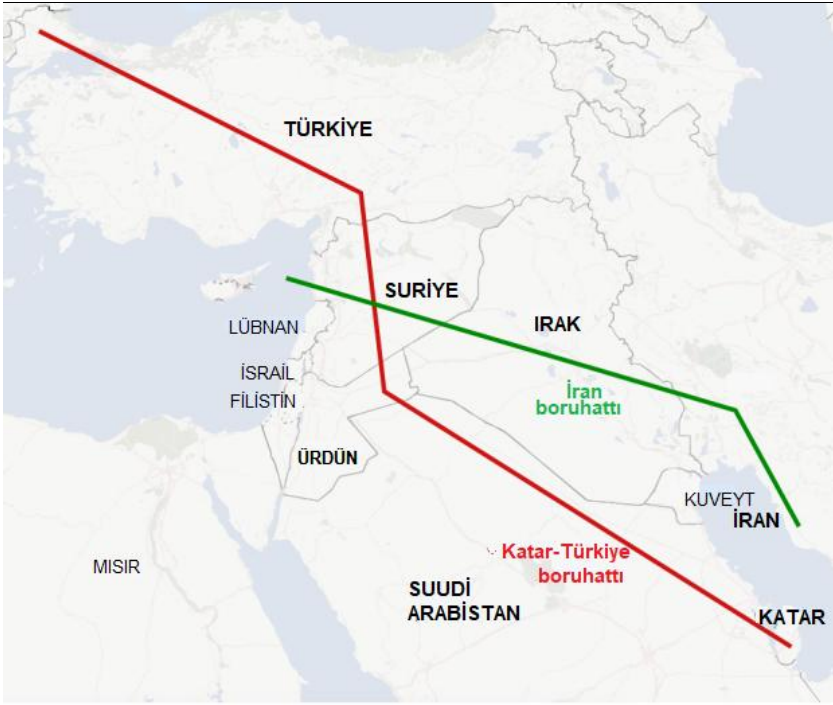 TÜRKİYE
SURİYE
LÜBNAN
IRAK
İSRAİL
FİLİSTİN
İran
boruhattı
ÜRDÜN
KUVEYT
İRAN
MISIR
Katar-Türkiye
boruhattı
SUUDİ
ARABİSTAN
KATAR